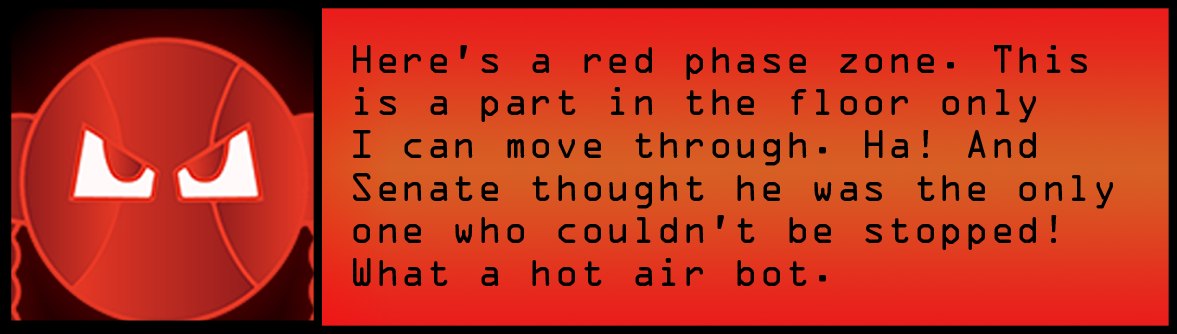 Here's a red phase zone. This
is a part in the floor only
I can move through. Ha! And
Senate thought he was the only
one who couldn't be stopped!
What a hot air bot.